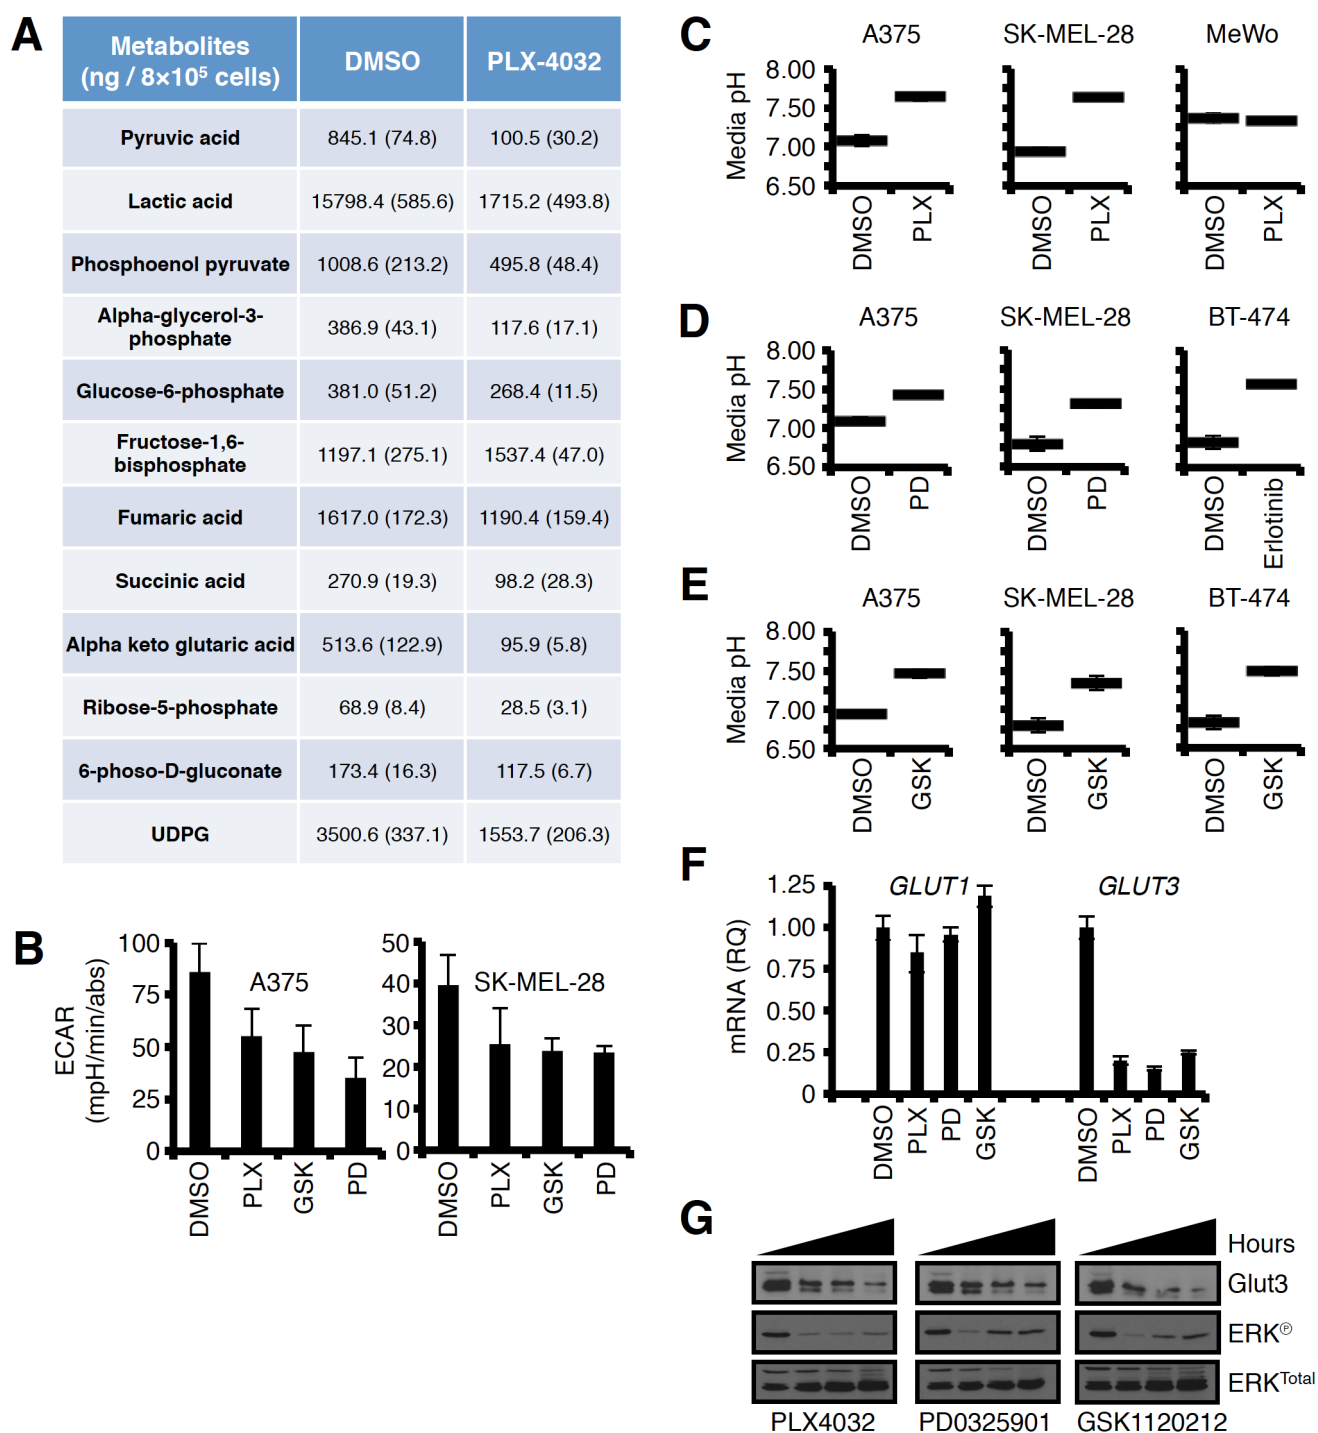 A
Metabolites
(ng / 8×10⁵ cells)
DMSO
PLX-4032
Pyruvic acid 845.1 (74.8) 100.5 (30.2)
Lactic acid 15798.4 (585.6) 1715.2 (493.8)
Phosphoenol pyruvate 1008.6 (213.2) 495.8 (48.4)
Alpha-glycerol-3-
phosphate
386.9 (43.1) 117.6 (17.1)
Glucose-6-phosphate 381.0 (51.2) 268.4 (11.5)
Fructose-1,6-
bisphosphate
1197.1 (275.1) 1537.4 (47.0)
Fumaric acid 1617.0 (172.3) 1190.4 (159.4)
Succinic acid 270.9 (19.3) 98.2 (28.3)
Alpha keto glutaric acid 513.6 (122.9) 95.9 (5.8)
Ribose-5-phosphate 68.9 (8.4) 28.5 (3.1)
6-phoso-D-gluconate 173.4 (16.3) 117.5 (6.7)
UDPG 3500.6 (337.1) 1553.7 (206.3)
B
ECAR
(mpH/min/abs)
100
75
50
25
0
A375
DMSO PLX GSK PD
50
40
30
20
10
0
SK-MEL-28
DMSO PLX GSK PD
C
A375 SK-MEL-28 MeWo
Media pH
8.00
7.50
7.00
6.50
DMSO PLX DMSO PLX DMSO PLX
D
A375 SK-MEL-28 BT-474
Media pH
8.00
7.50
7.00
6.50
DMSO PD DMSO PD DMSO Erlotinib
E
A375 SK-MEL-28 BT-474
Media pH
8.00
7.50
7.00
6.50
DMSO GSK DMSO GSK DMSO GSK
F
mRNA (RQ)
1.25
1.00
0.75
0.50
0.25
0
GLUT1 GLUT3
DMSO PLX PD GSK DMSO PLX PD GSK
G
Hours
Glut3
ERKⓅ
ERKTotal
PLX4032 PD0325901 GSK1120212